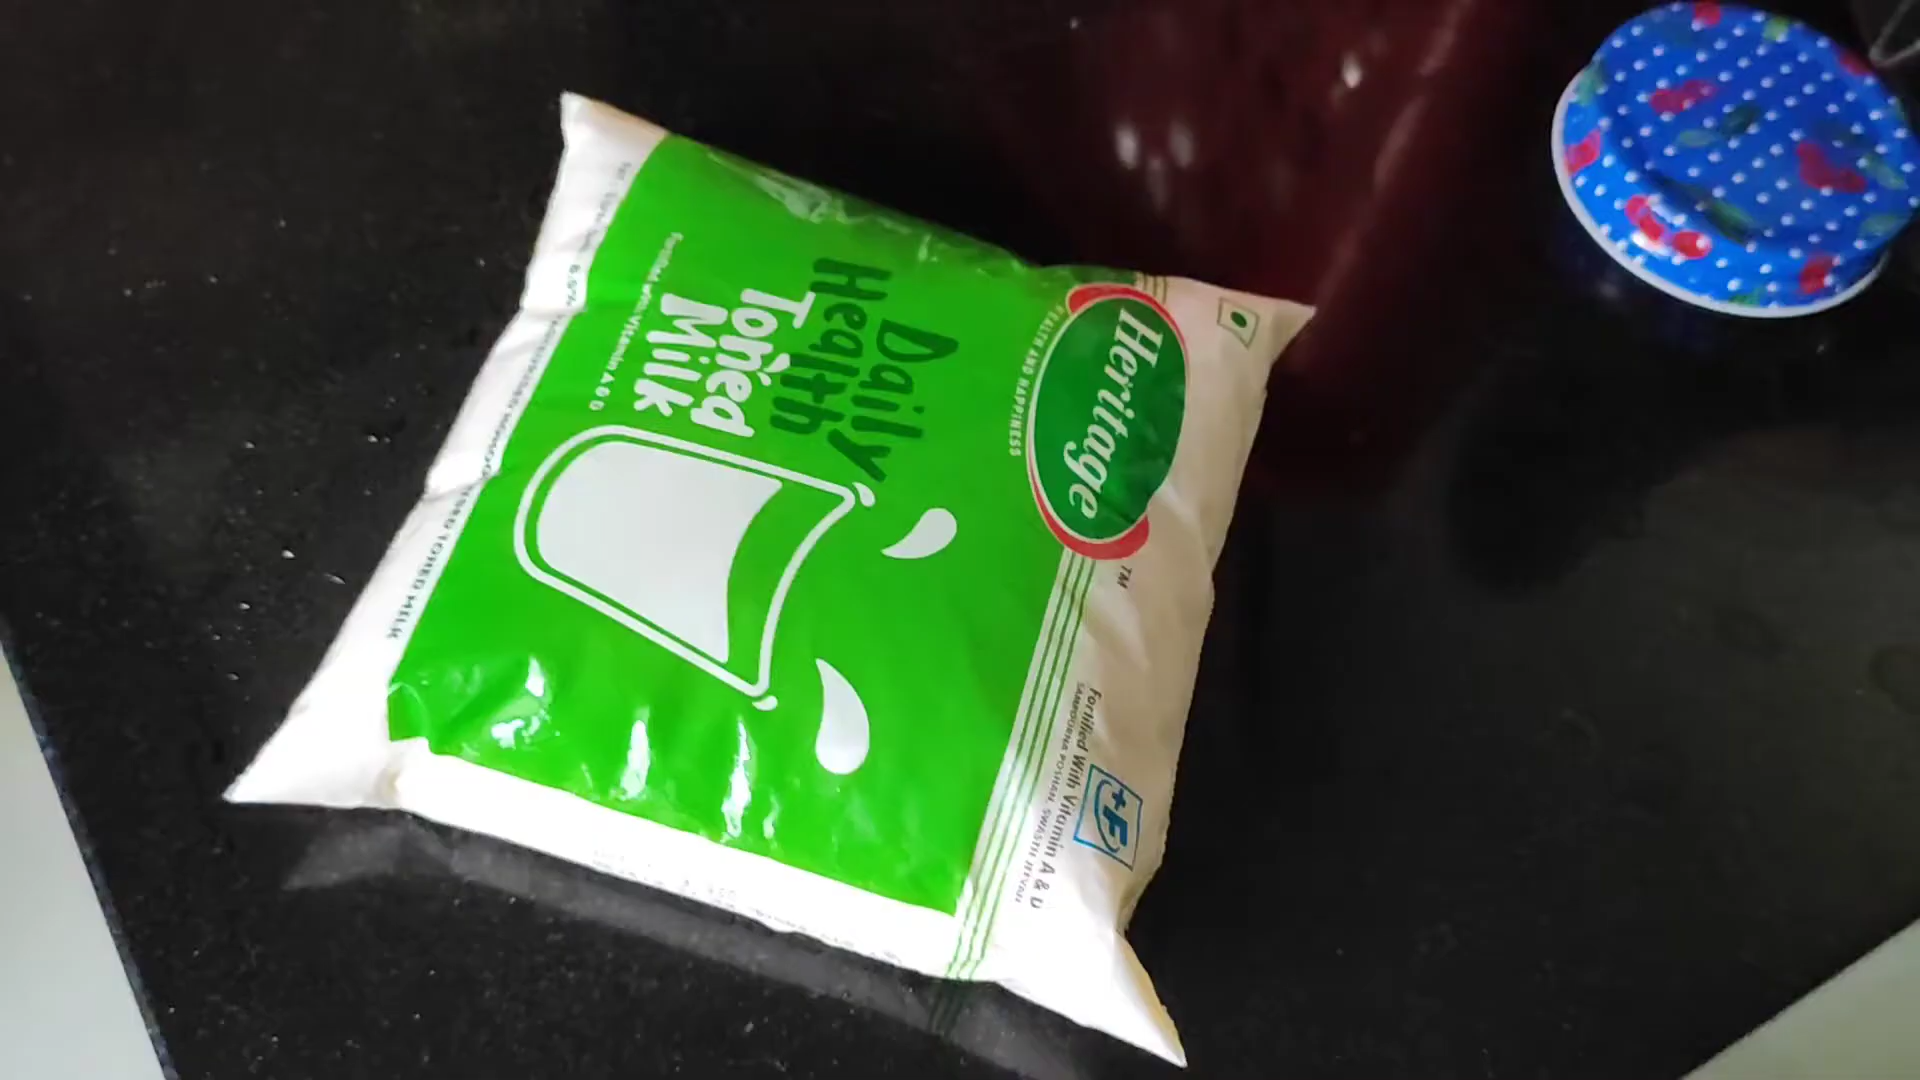 Heritage
TM
HEALTH AND HAPPINESS
Daily
Health
Toned
Milk
Fortified with Vitamin A & D
+F
Fortified With Vitamin A & D
SAMPOORNA POSHAN, SWASTH JEEVAN
HOMOGENISED TONED MILK